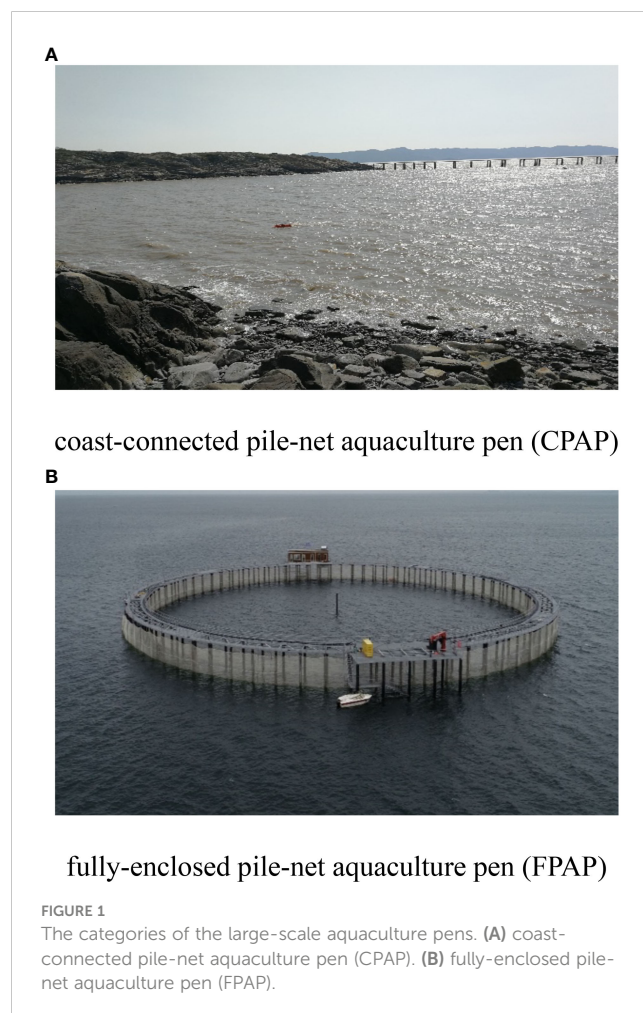 A
coast-connected pile-net aquaculture pen (CPAP)
B
fully-enclosed pile-net aquaculture pen (FPAP)
FIGURE 1
The categories of the large-scale aquaculture pens. (A) coast-
connected pile-net aquaculture pen (CPAP). (B) fully-enclosed pile-
net aquaculture pen (FPAP).